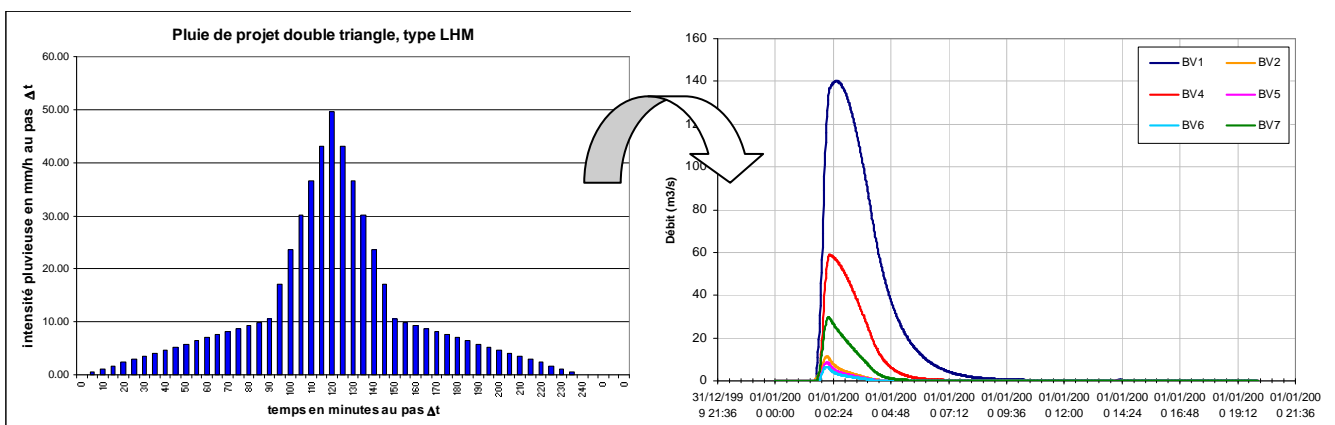 Pluie de projet double triangle, type LHM
intensité pluvieuse en mm/h au pas Δt
60.00
50.00
40.00
30.00
20.00
10.00
0.00
0 10 20 30 40 50 60 70 80 90 100 110 120 130 140 150 160 170 180 190 200 210 220 230 240 0 0
temps en minutes au pas Δt
Débit (m3/s)
160
140
100
80
60
40
20
0
BV1 BV2
BV4 BV5
BV6 BV7
31/12/199 01/01/200 01/01/200 01/01/200 01/01/200 01/01/200 01/01/200 01/01/200 01/01/200 01/01/200 01/01/200
9 21:36 0 00:00 0 02:24 0 04:48 0 07:12 0 09:36 0 12:00 0 14:24 0 16:48 0 19:12 0 21:36